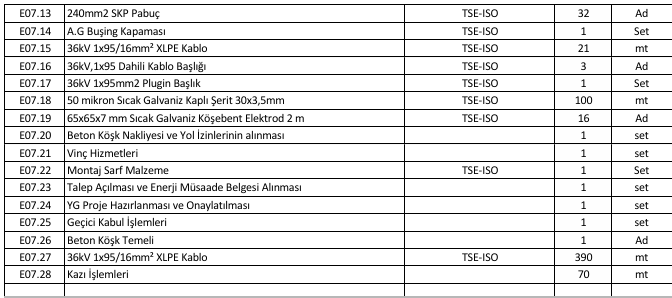 E07.13 240mm2 SKP Pabuç TSE-ISO 32 Ad
E07.14 A.G Buşing Kapaması TSE-ISO 1 Set
E07.15 36kV 1x95/16mm² XLPE Kablo TSE-ISO 21 mt
E07.16 36kV,1x95 Dahili Kablo Başlığı TSE-ISO 3 Ad
E07.17 36kV 1x95mm2 Plugin Başlık TSE-ISO 1 Set
E07.18 50 mikron Sıcak Galvaniz Kaplı Şerit 30x3,5mm TSE-ISO 100 mt
E07.19 65x65x7 mm Sıcak Galvaniz Köşebent Elektrod 2 m TSE-ISO 16 Ad
E07.20 Beton Köşk Nakliyesi ve Yol İzinlerinin alınması 1 set
E07.21 Vinç Hizmetleri 1 set
E07.22 Montaj Sarf Malzeme TSE-ISO 1 Set
E07.23 Talep Açılması ve Enerji Müsaade Belgesi Alınması 1 set
E07.24 YG Proje Hazırlanması ve Onaylatılması 1 set
E07.25 Geçici Kabul İşlemleri 1 set
E07.26 Beton Köşk Temeli 1 Ad
E07.27 36kV 1x95/16mm² XLPE Kablo TSE-ISO 390 mt
E07.28 Kazı İşlemleri 70 mt